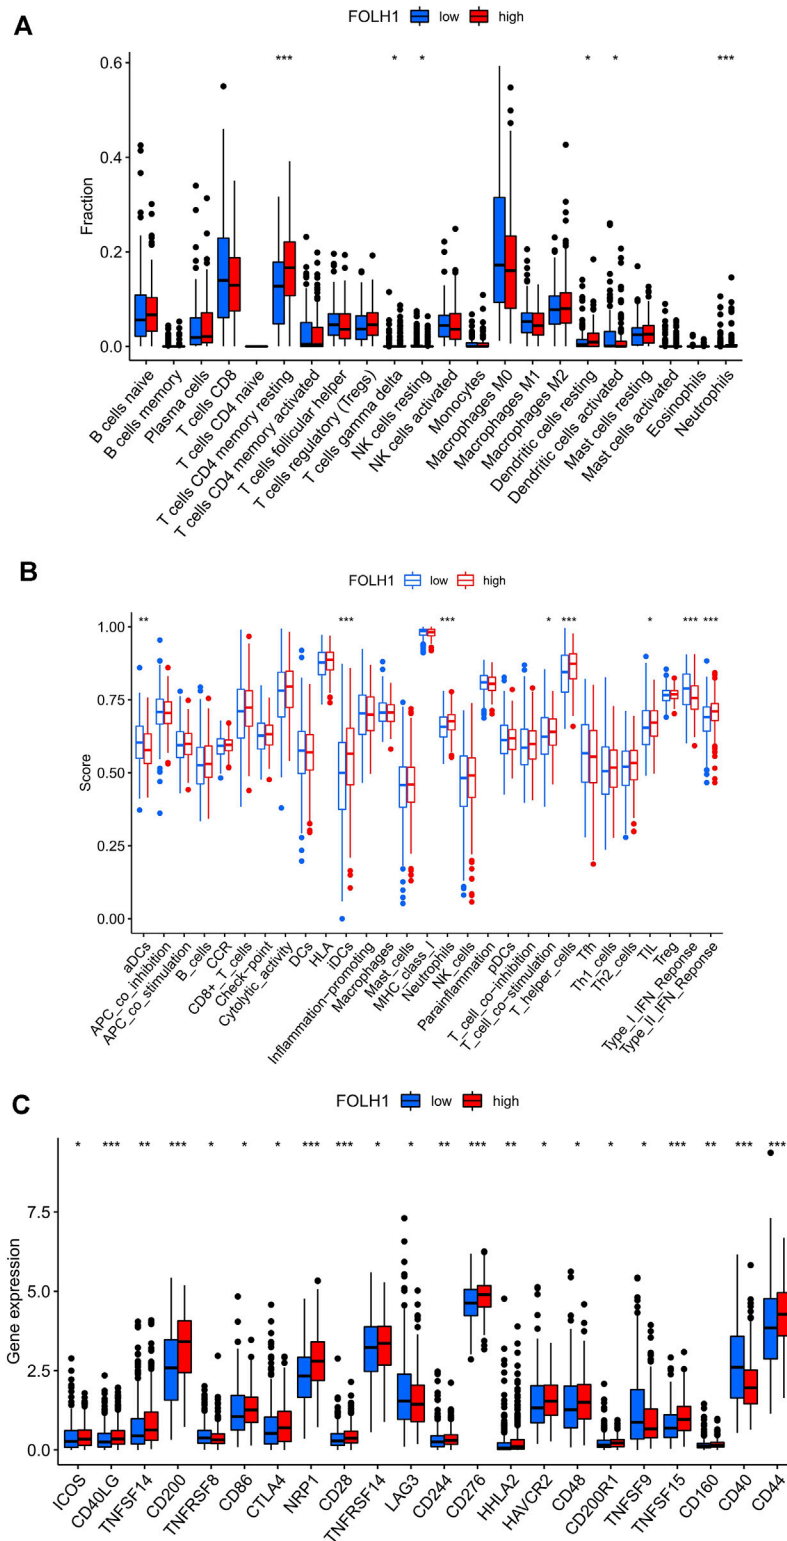 A
FOLH1 low high
*** * * * * ***
Fraction
0.6
0.4
0.2
0.0
B cells naive
B cells memory
Plasma cells
T cells CD8
T cells CD4 naive
T cells CD4 memory resting
T cells CD4 memory activated
T cells follicular helper
T cells regulatory (Tregs)
T cells gamma delta
NK cells resting
NK cells activated
Monocytes
Macrophages M0
Macrophages M1
Macrophages M2
Dendritic cells resting
Dendritic cells activated
Mast cells resting
Mast cells activated
Eosinophils
Neutrophils
B
FOLH1 low high
** *** *** * *** * *** ***
Score
1.00
0.75
0.50
0.25
0.00
aDCs
APC_co_inhibition
APC_co_stimulation
B_cells
CCR
CD8+_T_cells
Check-point
Cytolytic_activity
DCs
HLA
iDCs
Inflammation-promoting
Macrophages
Mast_cells
MHC_class_I
Neutrophils
NK_cells
Parainflammation
pDCs
T_cell_co-inhibition
T_cell_co-stimulation
T_helper_cells
Tfh
Th1_cells
Th2_cells
TIL
Treg
Type_I_IFN_Reponse
Type_II_IFN_Reponse
C
FOLH1 low high
* *** ** *** * * * *** *** * * ** *** ** * * * * *** ** *** ***
Gene expression
7.5
5.0
2.5
0.0
ICOS
CD40LG
TNFSF14
CD200
TNFRSF8
CD86
CTLA4
NRP1
CD28
TNFRSF14
LAG3
CD244
CD276
HHLA2
HAVCR2
CD48
CD200R1
TNFSF9
TNFSF15
CD160
CD40
CD44